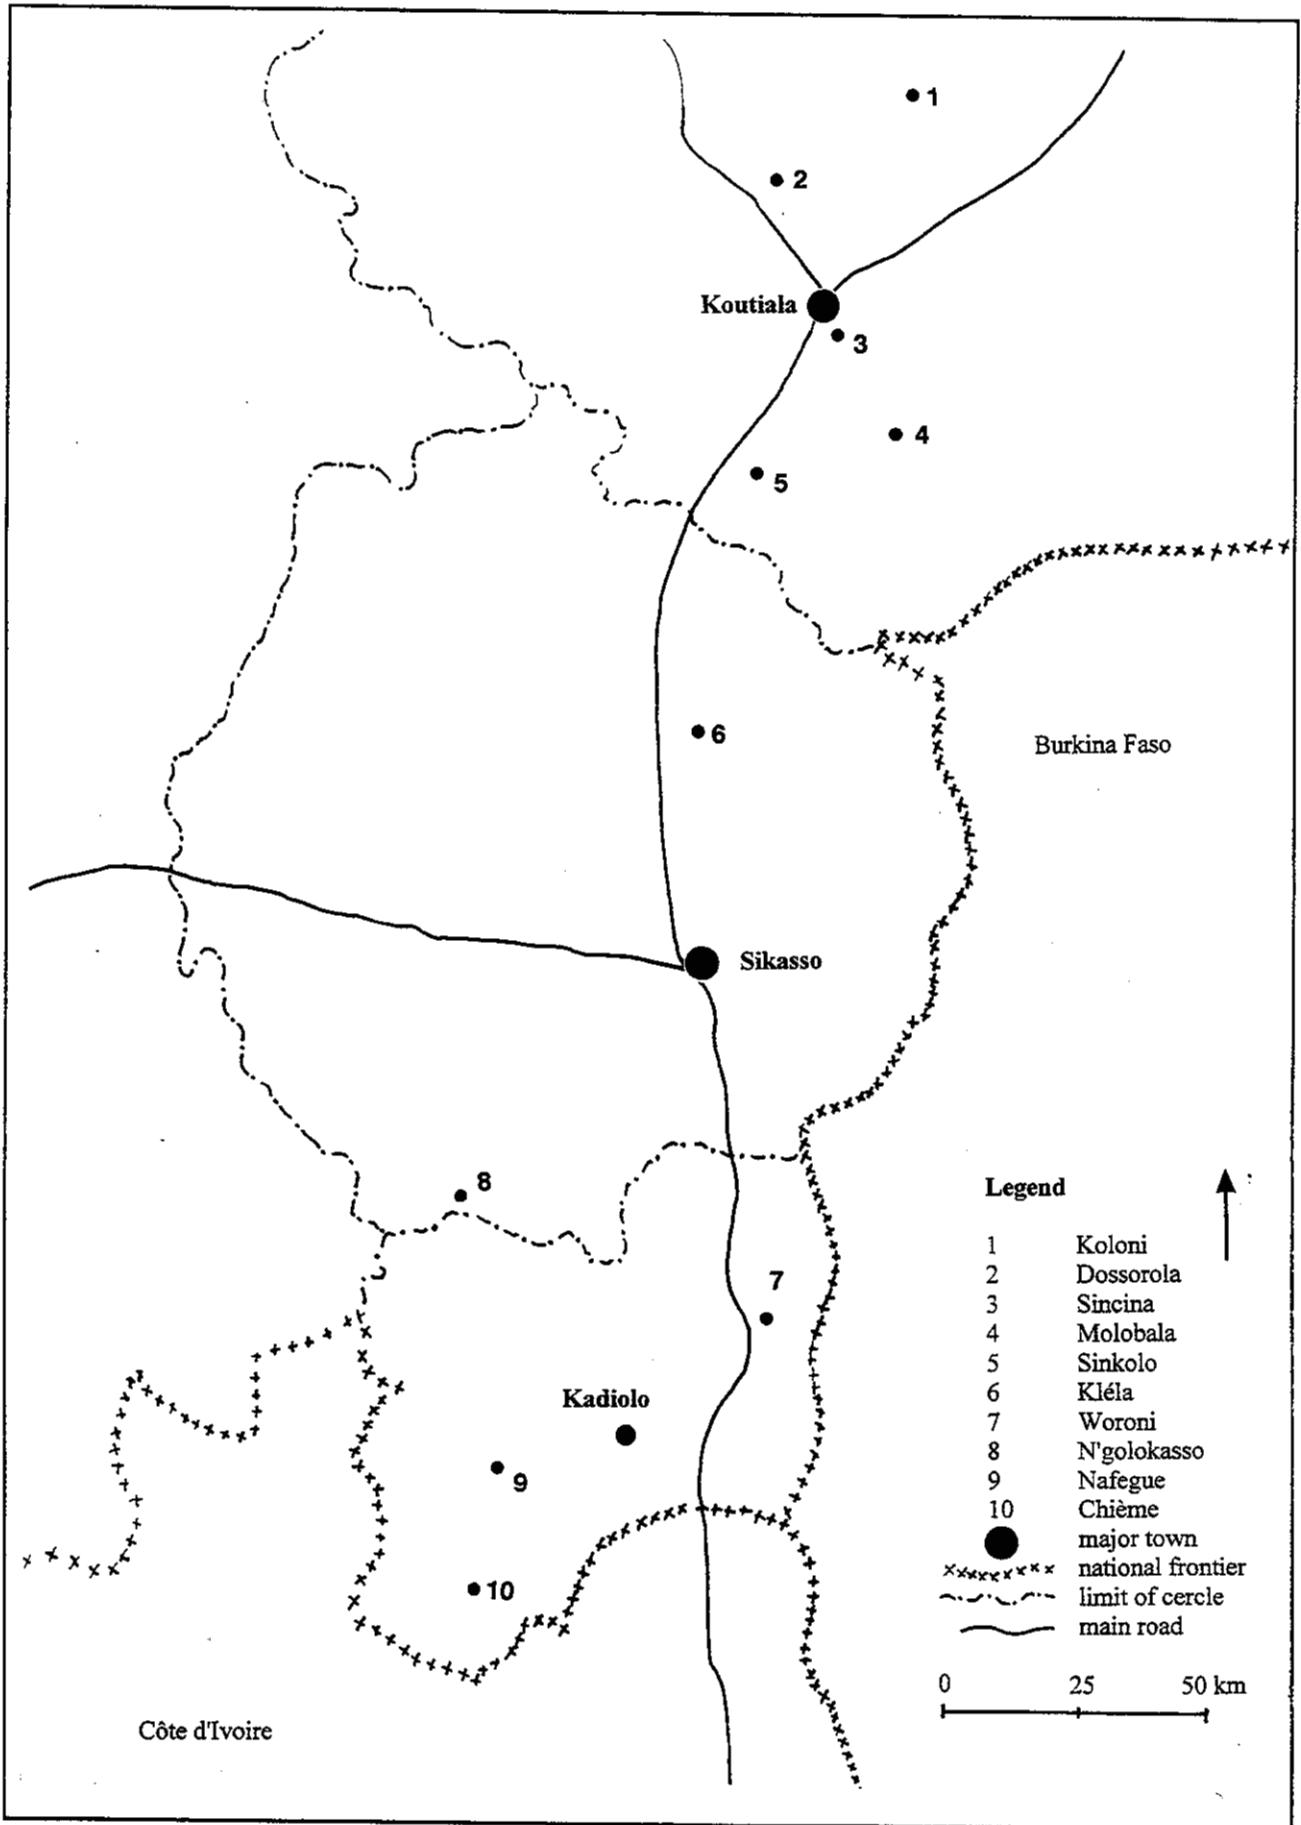 1
2
Koutiala
3
4
5
6
Burkina Faso
Sikasso
8
7
Kadiolo
9
10
Côte d'Ivoire
Legend
1 Koloni
2 Dossorola
3 Sincina
4 Molobala
5 Sinkolo
6 Kléla
7 Woroni
8 N'golokasso
9 Nafegue
10 Chième
major town
national frontier
limit of cercle
main road
0 25 50 km